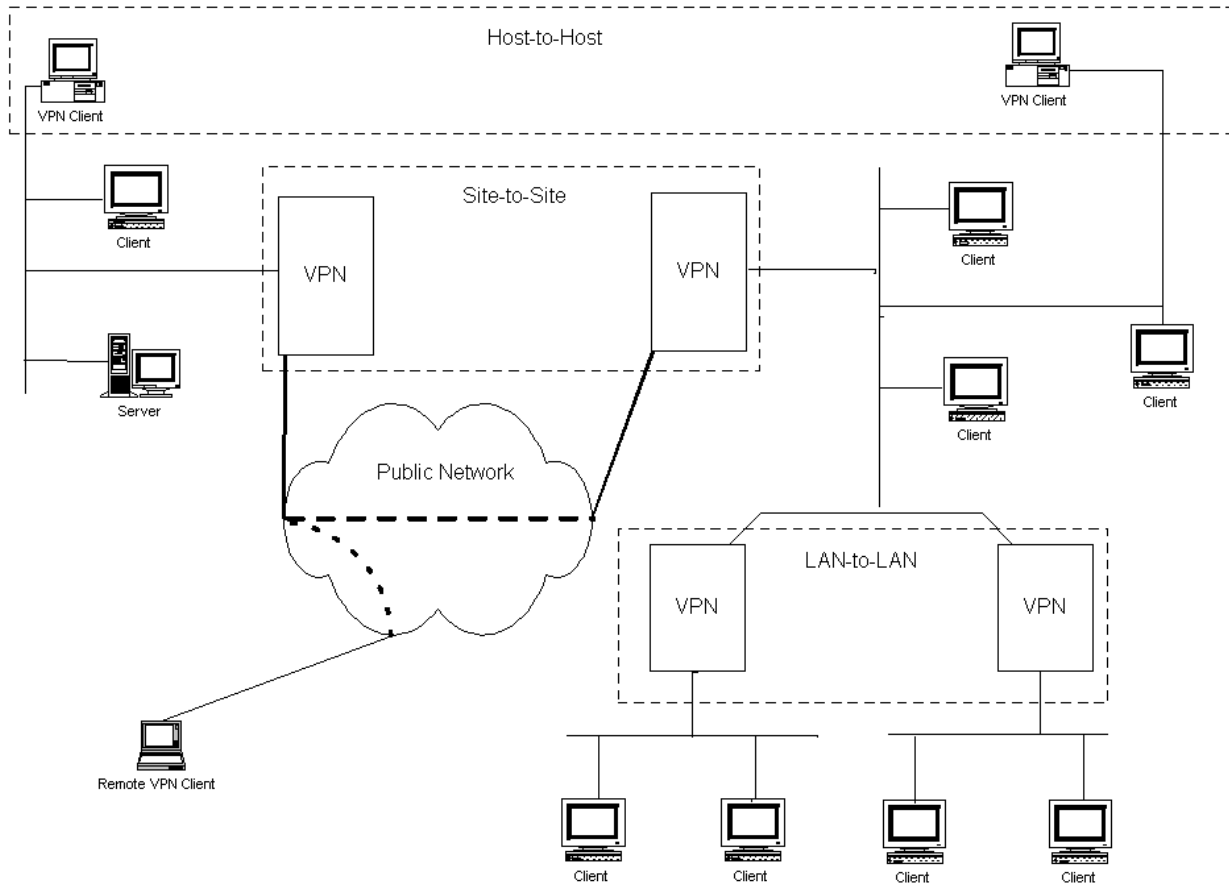 Host-to-Host
VPN Client
VPN Client
Client
Site-to-Site
VPN
VPN
Client
Server
Client
Client
Public Network
LAN-to-LAN
VPN
VPN
Remote VPN Client
Client
Client
Client
Client